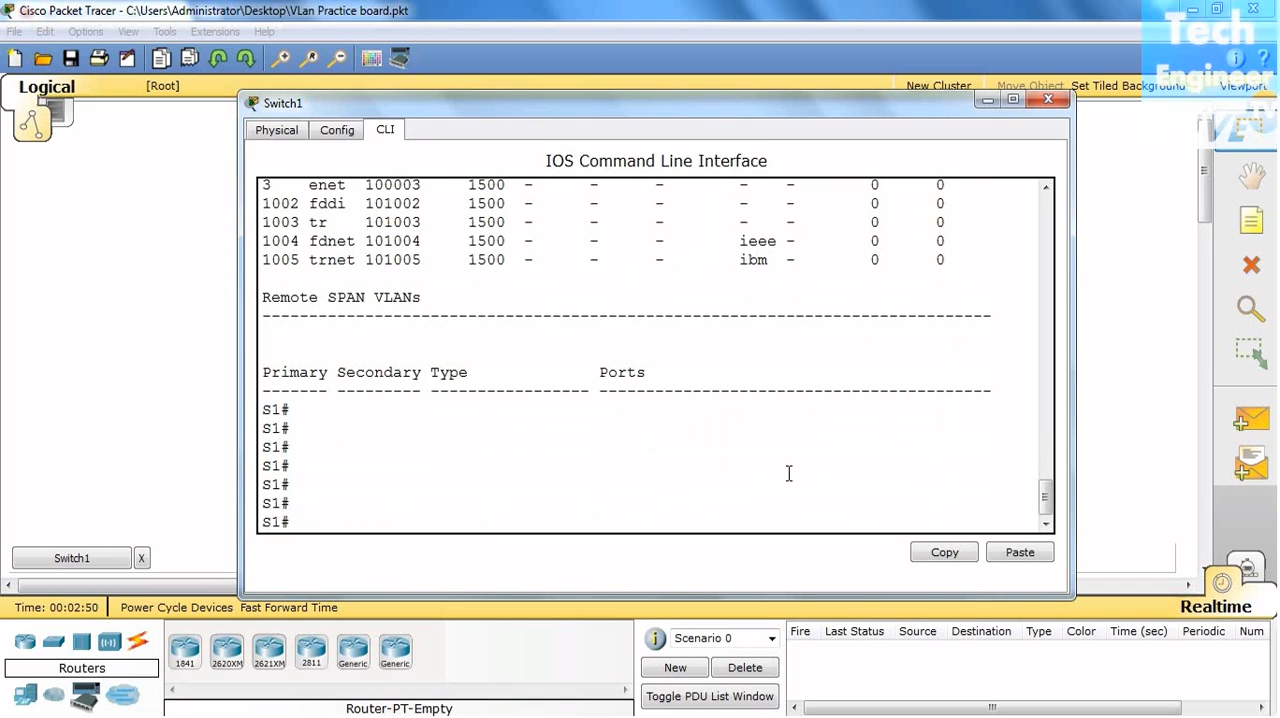 Cisco Packet Tracer - C:\Users\Administrator\Desktop\VLan Practice board.pkt
Tech
Engineer
File Edit Options View Tools Extensions Help
Logical [Root] New Cluster Move Object Set Tiled Background Viewport
Switch1
Physical Config CLI
IOS Command Line Interface
3 enet 100003 1500 - - - - - 0 0
1002 fddi 101002 1500 - - - - - 0 0
1003 tr 101003 1500 - - - - - 0 0
1004 fdnet 101004 1500 - - - ieee - 0 0
1005 trnet 101005 1500 - - - ibm - 0 0
Remote SPAN VLANs
------------------------------------------------------------------------------
Primary Secondary Type Ports
------- --------- ----------------- ------------------------------------------
S1#
S1#
S1#
S1#
S1#
S1#
S1#
Copy Paste
Switch1 X
Time: 00:02:50 Power Cycle Devices Fast Forward Time Realtime
Routers
1841 2620XM 2621XM 2811 Generic Generic
Router-PT-Empty
Scenario 0
New Delete
Toggle PDU List Window
Fire Last Status Source Destination Type Color Time (sec) Periodic Num